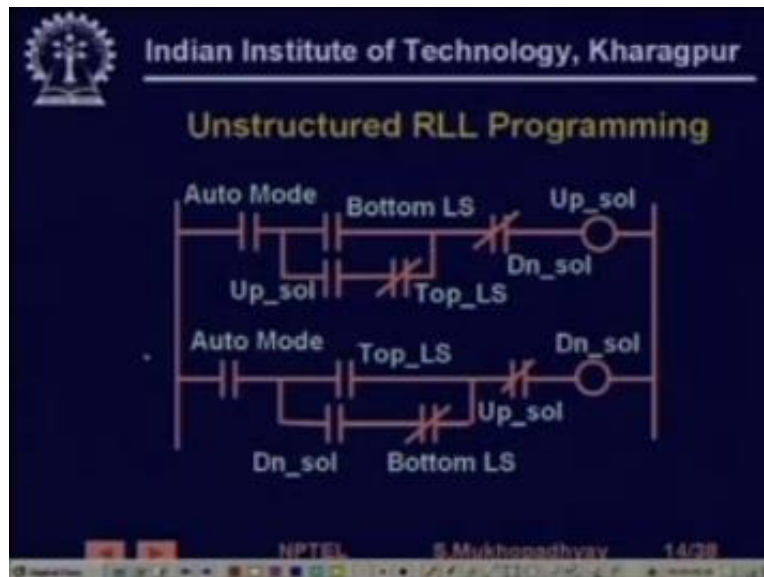 Indian Institute of Technology, Kharagpur
Unstructured RLL Programming
Auto Mode Bottom LS Up_sol
Dn_sol
Up_sol Top_LS
Auto Mode Top_LS Dn_sol
Up_sol
Dn_sol Bottom LS
NPTEL S.Mukhopadhyay 14/38